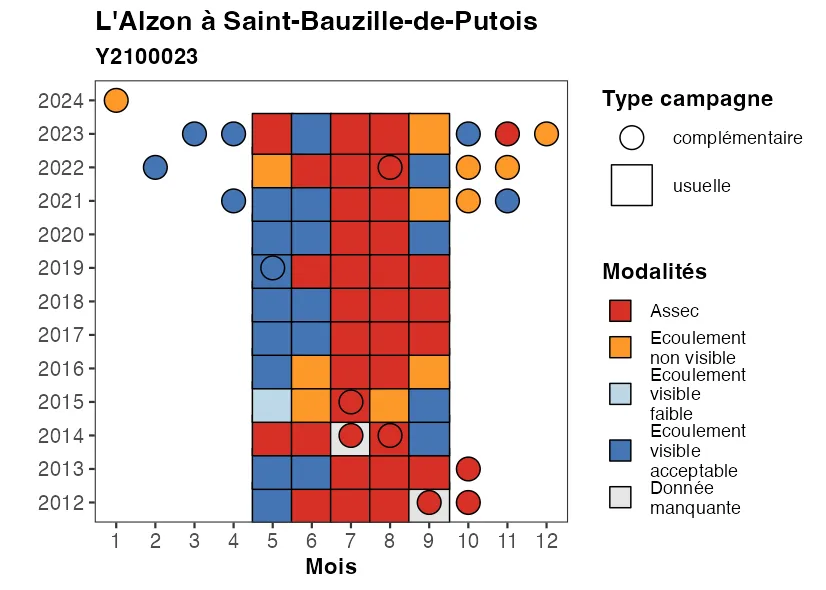 L'Alzon à Saint-Bauzille-de-Putois
Y2100023
2024
2023
2022
2021
2020
2019
2018
2017
2016
2015
2014
2013
2012
1 2 3 4 5 6 7 8 9 10 11 12
Mois
Type campagne
complémentaire
usuelle
Modalités
Assec
Ecoulement
non visible
Ecoulement
visible
faible
Ecoulement
visible
acceptable
Donnée
manquante